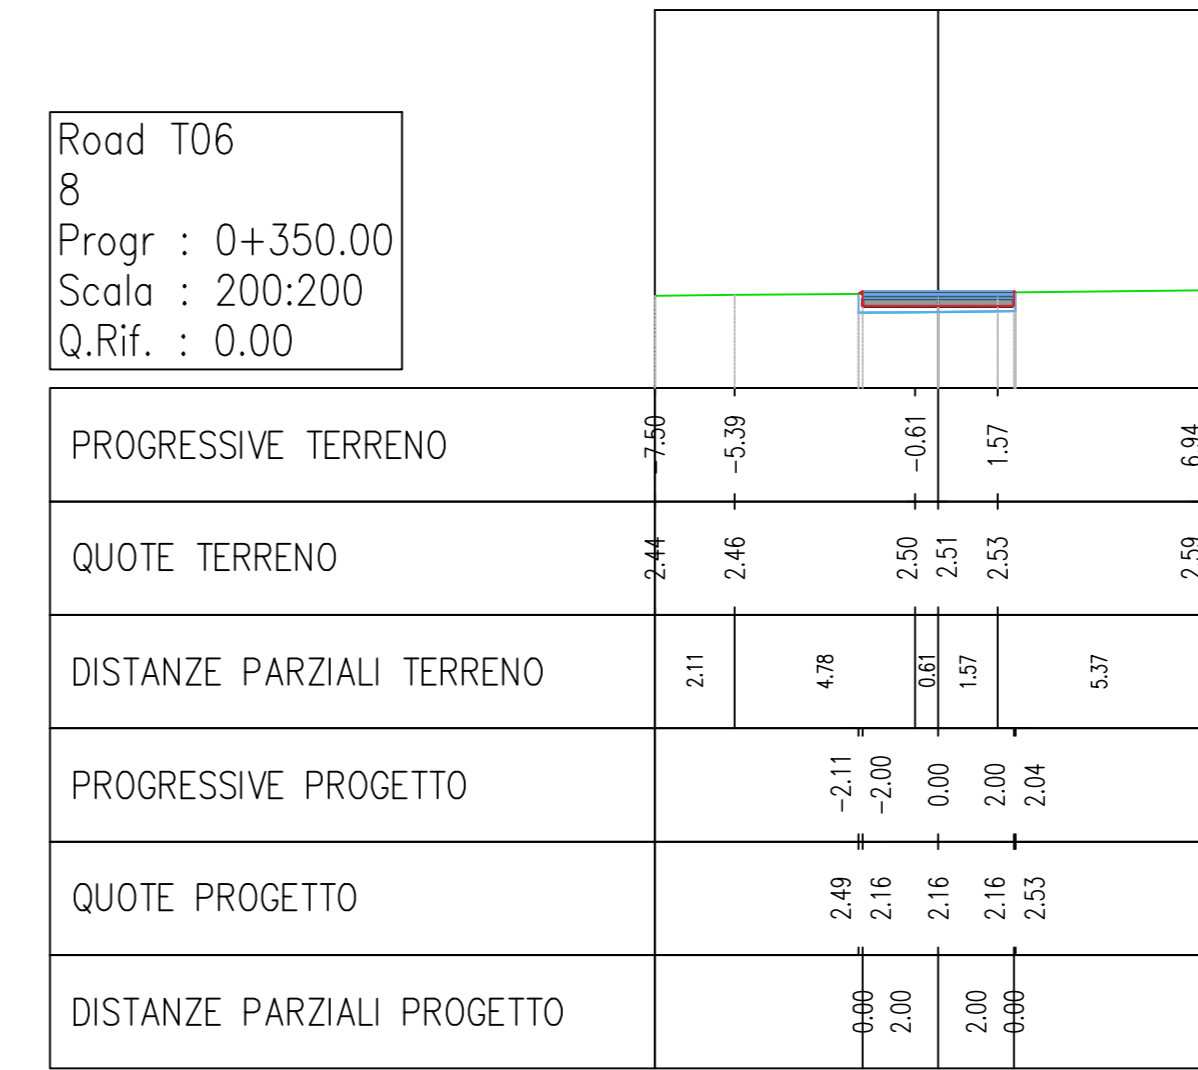 Road T06
8
Progr : 0+350.00
Scala : 200:200
Q.Rif. : 0.00
PROGRESSIVE TERRENO -7.50 -5.39 -0.61 1.57 6.94
QUOTE TERRENO 2.44 2.46 2.50 2.51 2.53 2.59
DISTANZE PARZIALI TERRENO 2.11 4.78 0.61 1.57 5.37
PROGRESSIVE PROGETTO -2.11 -2.00 0.00 2.00 2.04
QUOTE PROGETTO 2.49 2.16 2.16 2.16 2.53
DISTANZE PARZIALI PROGETTO 0.00 2.00 2.00 0.00